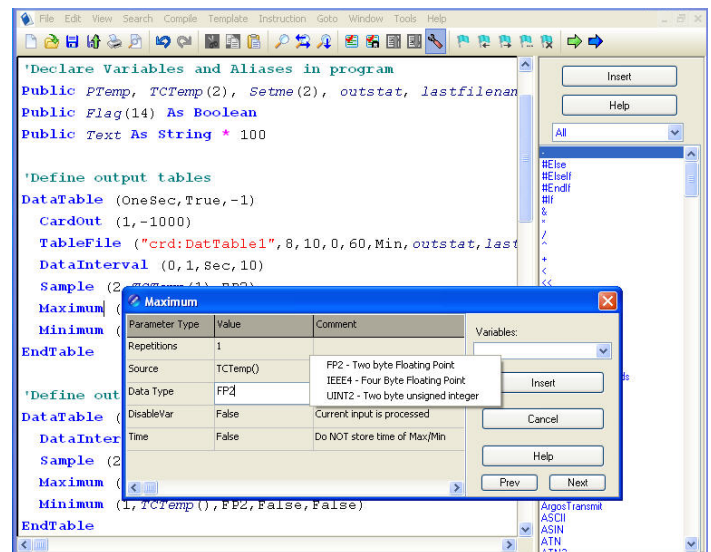 File Edit View Search Compile Template Instruction Goto Window Tools Help
'Declare Variables and Aliases in program
Public PTemp, TCTemp(2), Setme(2), outstat, lastfilenam
Public Flag(14) As Boolean
Public Text As String * 100
'Define output tables
DataTable (OneSec,True,-1)
CardOut (1,-1000)
TableFile ("crd:DatTable1",8,10,0,60,Min,outstat,last
DataInterval (0,1,Sec,10)
Sample (2,TCTemp(1),FP2)
Maximum (
Minimum (
EndTable
'Define out
DataTable (
DataInter
Sample (2
Maximum (
Minimum (1,TCTemp(),FP2,False,False)
EndTable
Insert
Help
All
-
#Else
#ElseIf
#EndIf
#If
&
*
/
^
+
<
<<
ds
ArgosTransmit
ASCII
ASIN
ATN
ATN2
Maximum
Parameter Type Value Comment
Repetitions 1
Source TCTemp()
Data Type FP2
DisableVar False Current input is processed
Time False Do NOT store time of Max/Min
FP2 - Two byte Floating Point
IEEE4 - Four Byte Floating Point
UINT2 - Two byte unsigned integer
Variables:
Insert
Cancel
Help
Prev Next